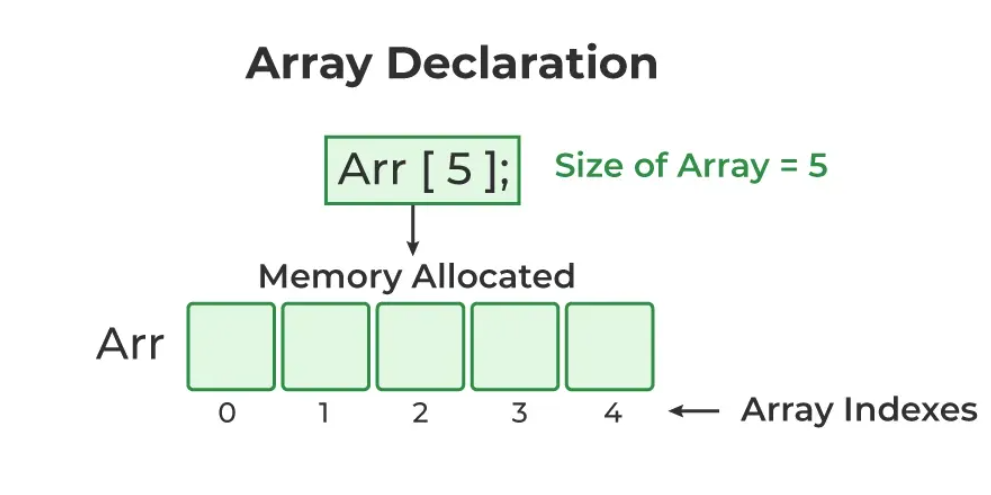 Array Declaration
Arr [ 5 ]; Size of Array = 5
Memory Allocated
Arr
0 1 2 3 4 Array Indexes